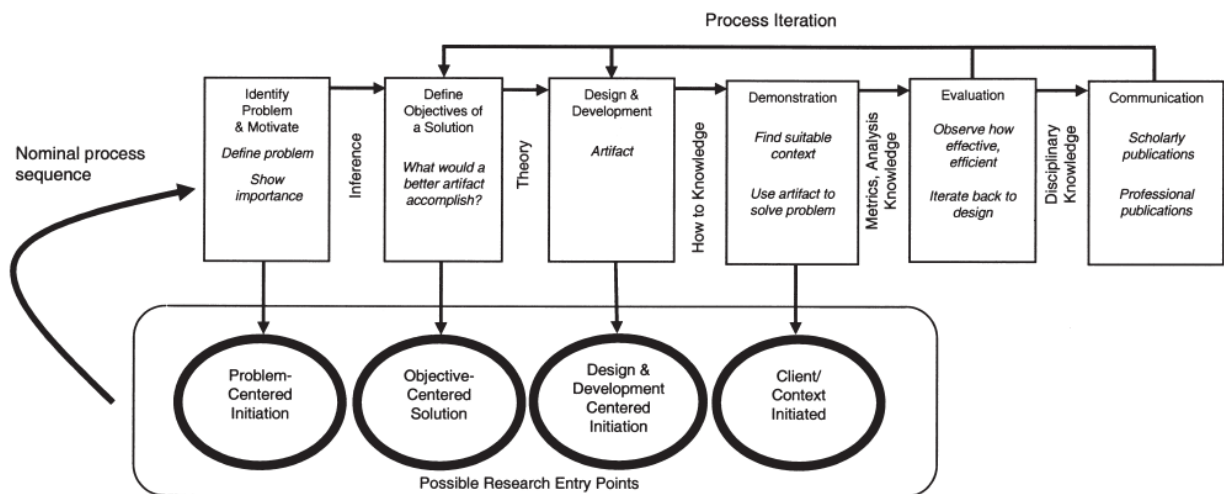 Process Iteration
Nominal process
sequence
Identify
Problem
& Motivate
Define problem
Show
importance
Inference
Define
Objectives of
a Solution
What would a
better artifact
accomplish?
Theory
Design &
Development
Artifact
How to Knowledge
Demonstration
Find suitable
context
Use artifact to
solve problem
Metrics, Analysis
Knowledge
Evaluation
Observe how
effective,
efficient
Iterate back to
design
Disciplinary
Knowledge
Communication
Scholarly
publications
Professional
publications
Problem-
Centered
Initiation
Objective-
Centered
Solution
Design &
Development
Centered
Initiation
Client/
Context
Initiated
Possible Research Entry Points